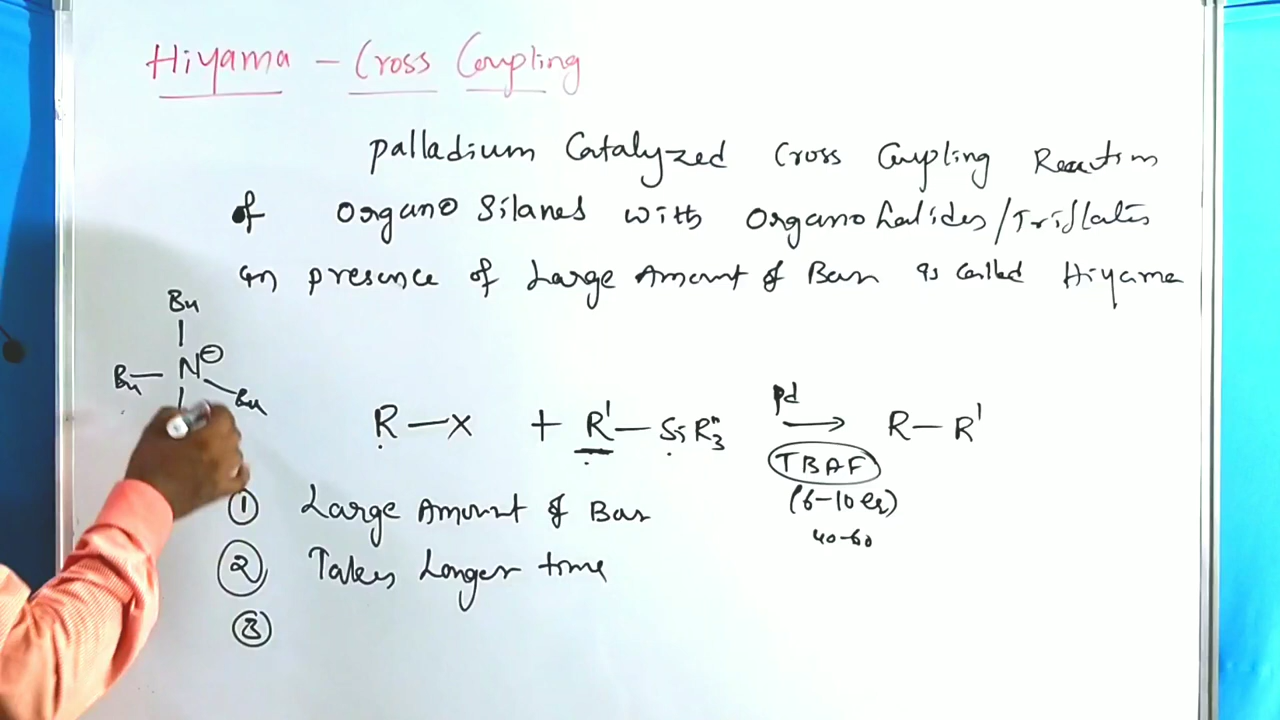 Hiyama - Cross Coupling
Palladium Catalyzed Cross Coupling Reaction
of Organo Silanes with Organo halides/Triflates
in presence of Large Amount of Base is called Hiyama
Bu
Bu — N⊖
Bu
R — X + R' — SiR''₃ Pd → R — R'
TBAF
(6-10 eq)
40-60
① Large Amount of Base
② Takes Longer time
③